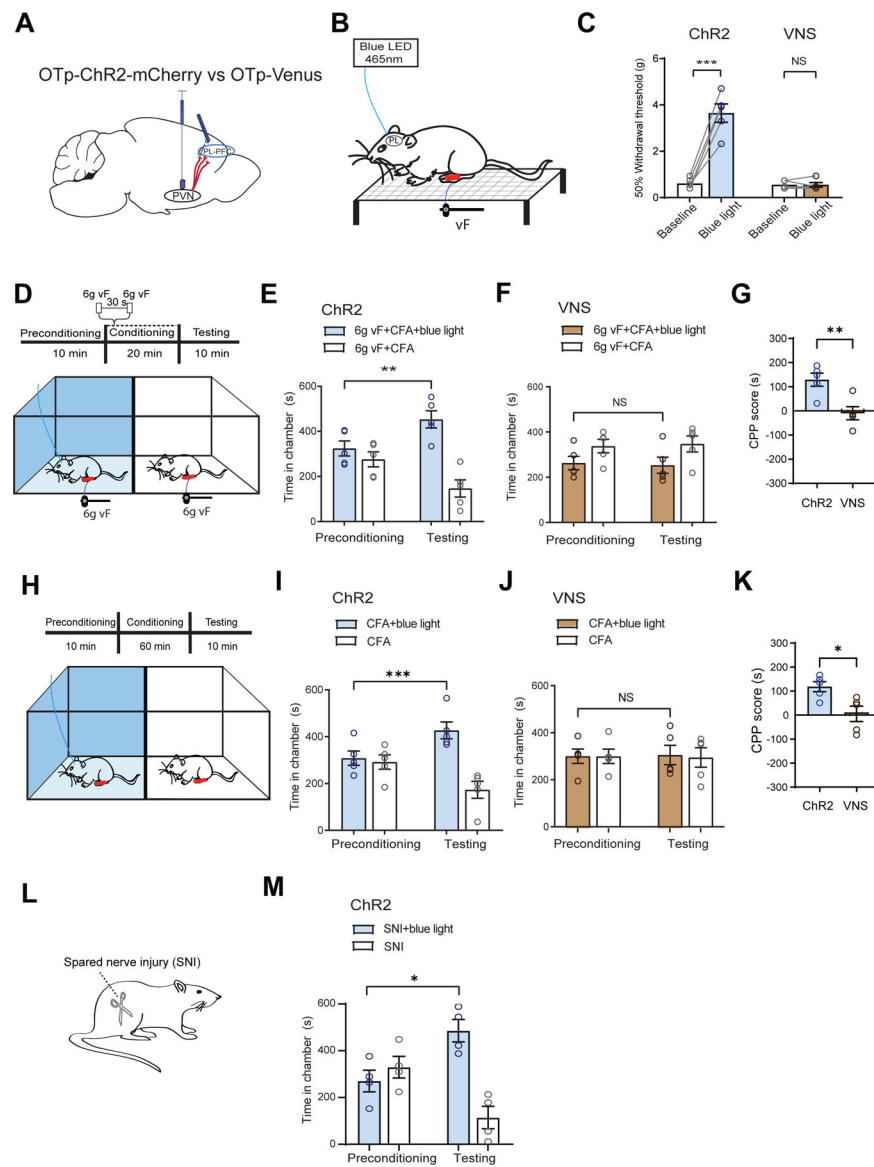 A
OTp-ChR2-mCherry vs OTp-Venus
PL-PFC
PVN
B
Blue LED
465nm
PL
vF
C
ChR2
VNS
50% Withdrawal threshold (g)
6
4
2
0
***
NS
Baseline
Blue light
Baseline
Blue light
D
6g vF
6g vF
30 s
Preconditioning
Conditioning
Testing
10 min
20 min
10 min
6g vF
6g vF
E
ChR2
6g vF+CFA+blue light
6g vF+CFA
Time in chamber (s)
600
400
200
0
**
Preconditioning
Testing
F
VNS
6g vF+CFA+blue light
6g vF+CFA
Time in chamber (s)
600
400
200
0
NS
Preconditioning
Testing
G
CPP score (s)
300
200
100
0
-100
-200
-300
**
ChR2
VNS
H
Preconditioning
Conditioning
Testing
10 min
60 min
10 min
I
ChR2
CFA+blue light
CFA
Time in chamber (s)
600
400
200
0
***
Preconditioning
Testing
J
VNS
CFA+blue light
CFA
Time in chamber (s)
600
400
200
0
NS
Preconditioning
Testing
K
CPP score (s)
300
200
100
0
-100
-200
-300
*
ChR2
VNS
L
Spared nerve injury (SNI)
M
ChR2
SNI+blue light
SNI
Time in chamber (s)
600
400
200
0
*
Preconditioning
Testing